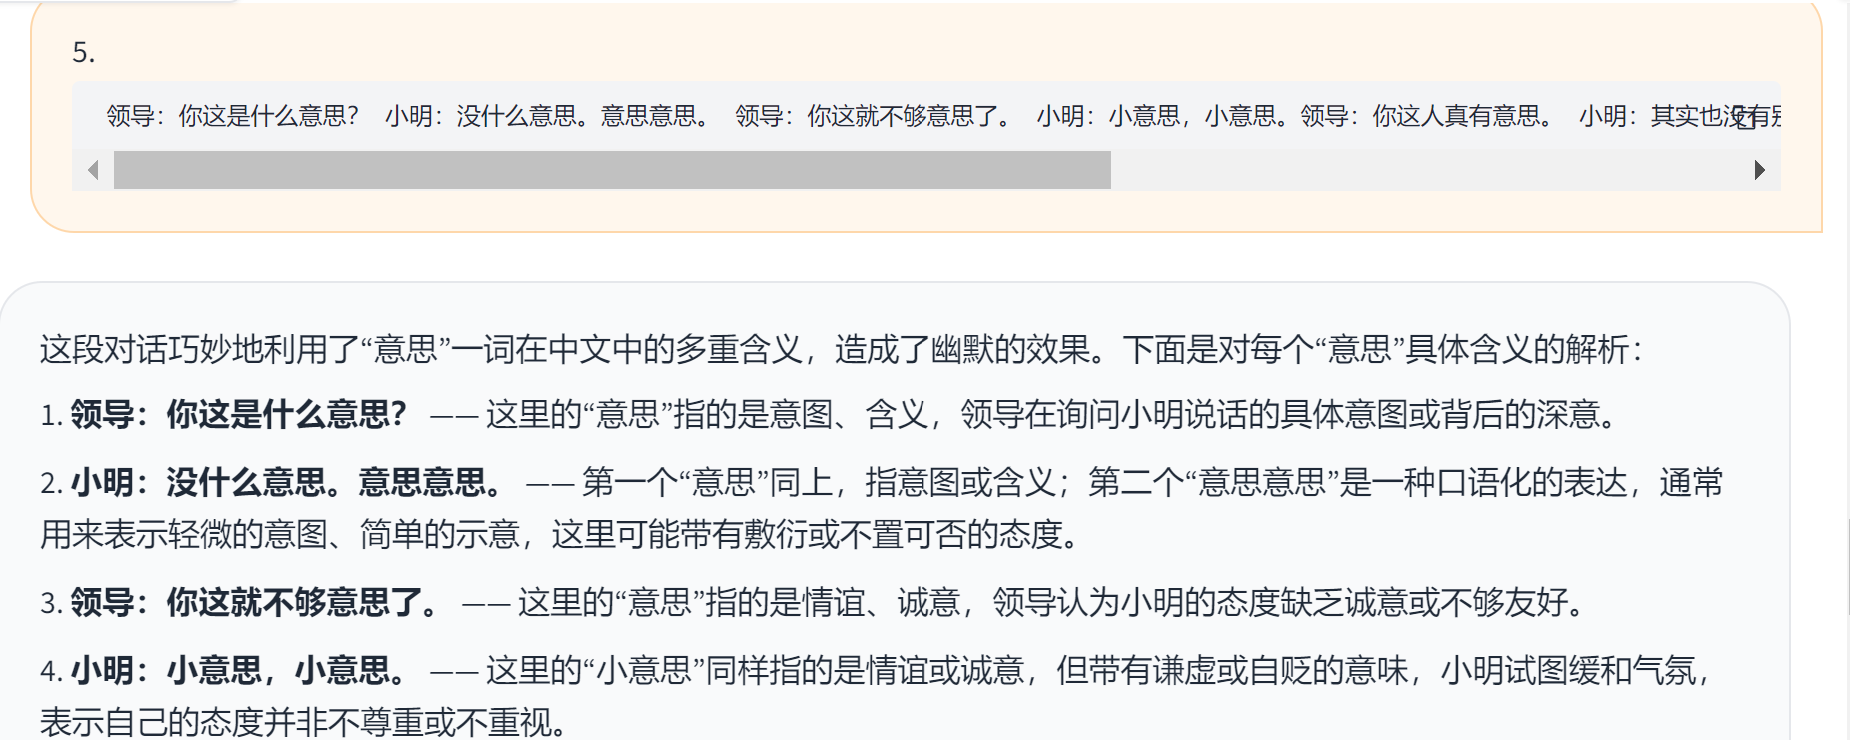 5.
领导：你这是什么意思？ 小明：没什么意思。意思意思。 领导：你这就不够意思了。 小明：小意思，小意思。领导：你这人真有意思。 小明：其实也没有
这段对话巧妙地利用了“意思”一词在中文中的多重含义，造成了幽默的效果。下面是对每个“意思”具体含义的解析：
1. 领导：你这是什么意思？ —— 这里的“意思”指的是意图、含义，领导在询问小明说话的具体意图或背后的深意。
2. 小明：没什么意思。意思意思。 —— 第一个“意思”同上，指意图或含义；第二个“意思意思”是一种口语化的表达，通常
用来表示轻微的意图、简单的示意，这里可能带有敷衍或不置可否的态度。
3. 领导：你这就不够意思了。 —— 这里的“意思”指的是情谊、诚意，领导认为小明的态度缺乏诚意或不够友好。
4. 小明：小意思，小意思。 —— 这里的“小意思”同样指的是情谊或诚意，但带有谦虚或自贬的意味，小明试图缓和气氛，
表示自己的态度并非不尊重或不重视。